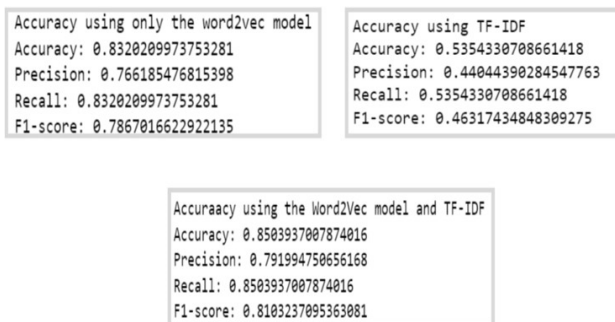 Accuracy using only the word2vec model
Accuracy: 0.8320209973753281
Precision: 0.766185476815398
Recall: 0.8320209973753281
F1-score: 0.7867016622922135
Accuracy using TF-IDF
Accuracy: 0.5354330708661418
Precision: 0.44044390284547763
Recall: 0.5354330708661418
F1-score: 0.46317434848309275
Accuraacy using the Word2Vec model and TF-IDF
Accuracy: 0.8503937007874016
Precision: 0.791994750656168
Recall: 0.8503937007874016
F1-score: 0.8103237095363081